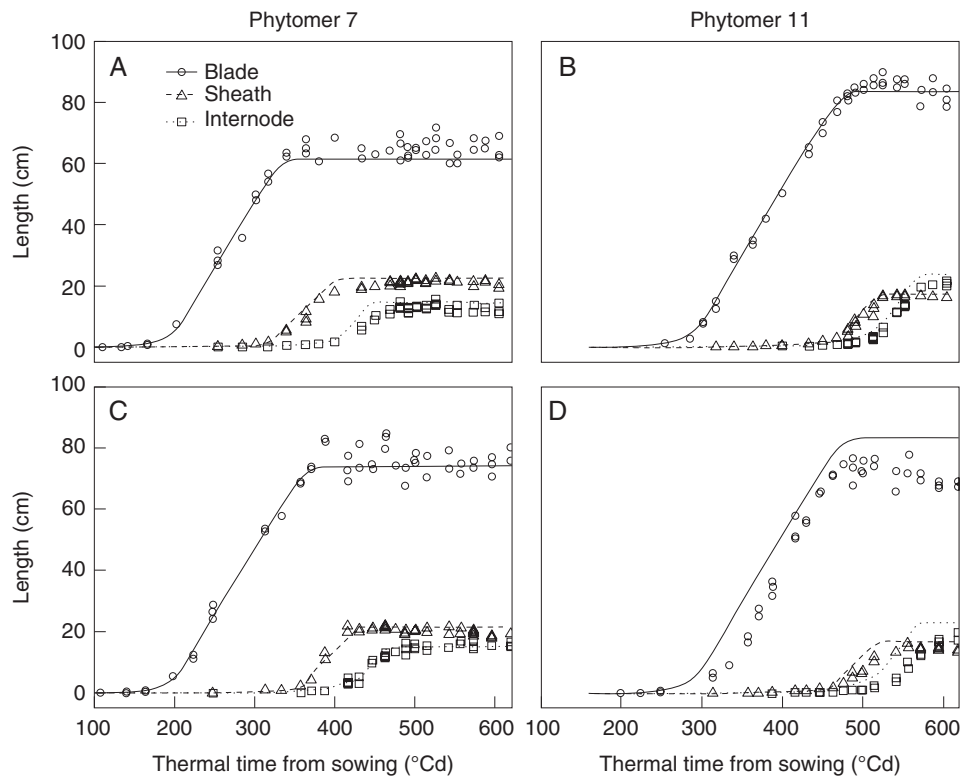 Phytomer 7
Phytomer 11
Length (cm)
100
80
60
40
20
0
A
Blade
Sheath
Internode
B
Length (cm)
100
80
60
40
20
0
C
D
100 200 300 400 500 600
200 300 400 500 600
Thermal time from sowing (°Cd)
Thermal time from sowing (°Cd)